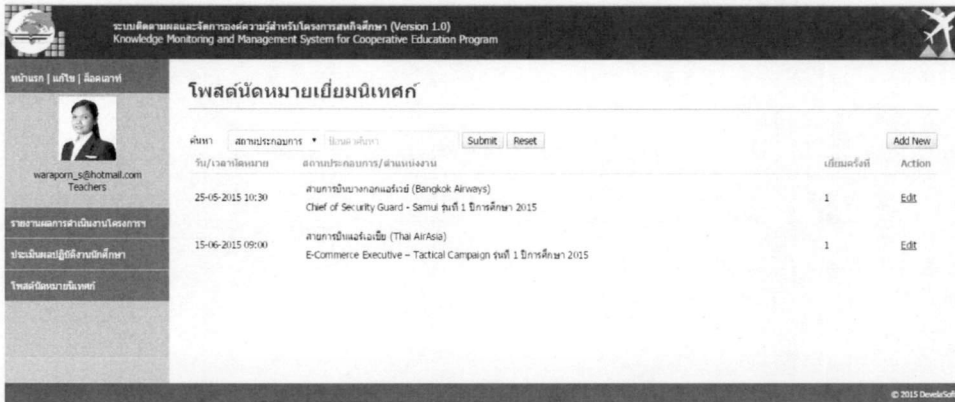 ระบบติดตามผลและจัดการองค์ความรู้สำหรับโครงการสหกิจศึกษา (Version 1.0)
Knowledge Monitoring and Management System for Cooperative Education Program
หน้าแรก | แก้ไข | ล็อคเอาท์
waraporn_s@hotmail.com
Teachers
รายงานผลการดำเนินงานโครงการฯ
ประเมินผลปฏิบัติงานนักศึกษา
โพสต์นัดหมายนิเทศก์
โพสต์นัดหมายเยี่ยมนิเทศก์
ค้นหา สถานประกอบการ Submit Reset Add New
วัน/เวลานัดหมาย สถานประกอบการ/ตำแหน่งงาน เยี่ยมครั้งที่ Action
25-05-2015 10:30 สายการบินบางกอกแอร์เวย์ (Bangkok Airways) 1 Edit
Chief of Security Guard - Samui รุ่นที่ 1 ปีการศึกษา 2015
15-06-2015 09:00 สายการบินแอร์เอเชีย (Thai AirAsia) 1 Edit
E-Commerce Executive – Tactical Campaign รุ่นที่ 1 ปีการศึกษา 2015
© 2015 DevelaSoft